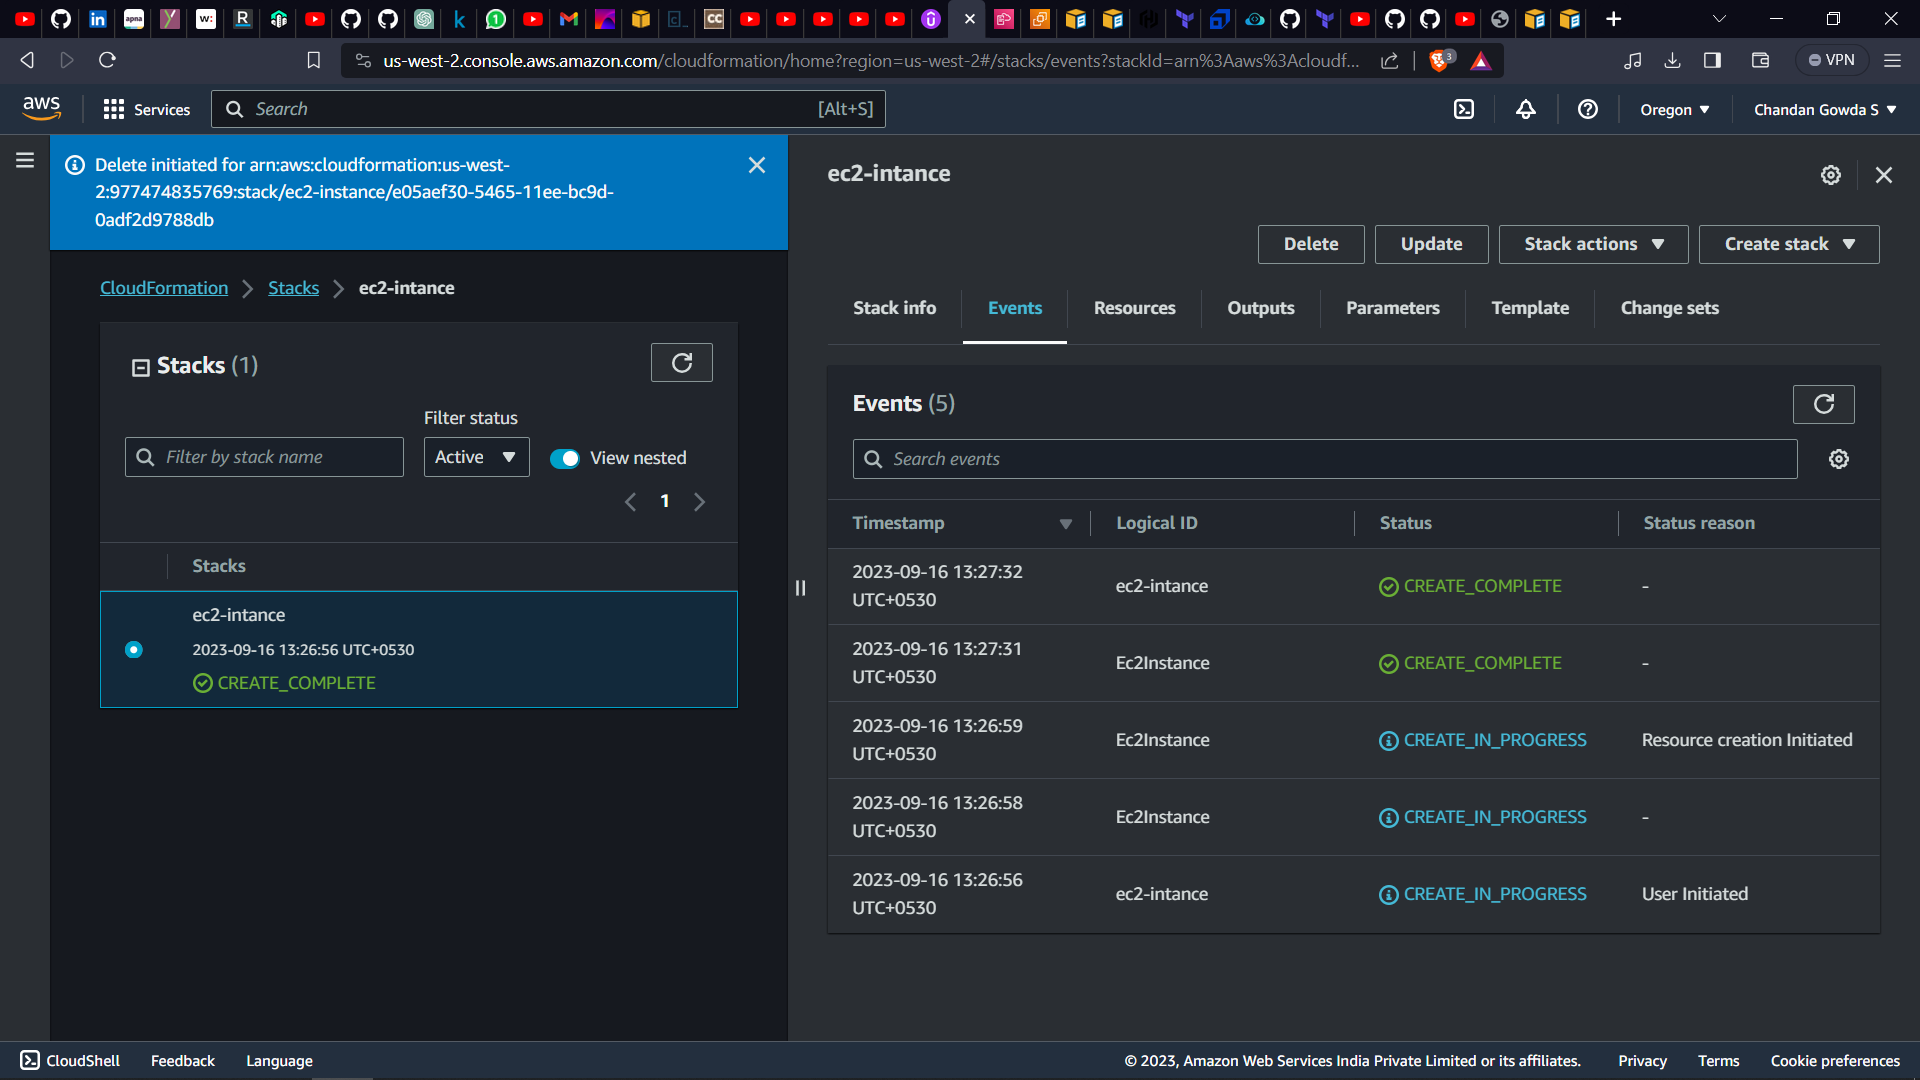 us-west-2.console.aws.amazon.com/cloudformation/home?region=us-west-2#/stacks/events?stackId=arn%3Aaws%3Acloudf...
3
VPN
aws
Services
Search
[Alt+S]
Oregon
Chandan Gowda S
Delete initiated for arn:aws:cloudformation:us-west-
2:977474835769:stack/ec2-instance/e05aef30-5465-11ee-bc9d-
0adf2d9788db
CloudFormation
Stacks
ec2-intance
Stacks (1)
Filter status
Filter by stack name
Active
View nested
1
Stacks
ec2-intance
2023-09-16 13:26:56 UTC+0530
CREATE_COMPLETE
ec2-intance
Delete
Update
Stack actions
Create stack
Stack info
Events
Resources
Outputs
Parameters
Template
Change sets
Events (5)
Search events
Timestamp
Logical ID
Status
Status reason
2023-09-16 13:27:32
UTC+0530
ec2-intance
CREATE_COMPLETE
-
2023-09-16 13:27:31
UTC+0530
Ec2Instance
CREATE_COMPLETE
-
2023-09-16 13:26:59
UTC+0530
Ec2Instance
CREATE_IN_PROGRESS
Resource creation Initiated
2023-09-16 13:26:58
UTC+0530
Ec2Instance
CREATE_IN_PROGRESS
-
2023-09-16 13:26:56
UTC+0530
ec2-intance
CREATE_IN_PROGRESS
User Initiated
CloudShell
Feedback
Language
© 2023, Amazon Web Services India Private Limited or its affiliates.
Privacy
Terms
Cookie preferences